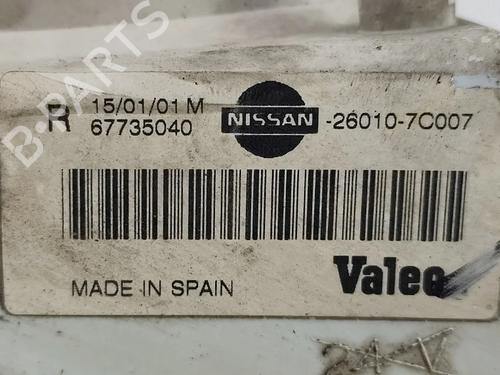 R 15/01/01 M
67735040
NISSAN -26010-7C007
MADE IN SPAIN
Valeo
B-PARTS